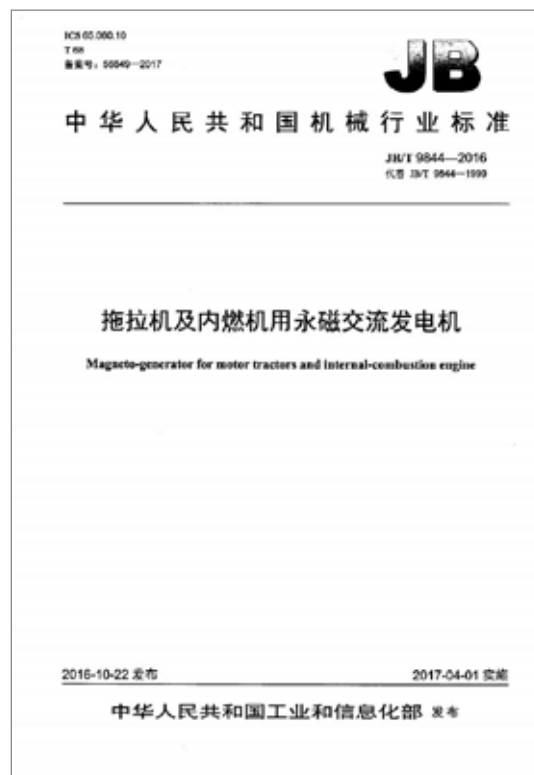 ICS 65.060.10
T 68
备案号：56649—2017
JB
中华人民共和国机械行业标准
JB/T 9844—2016
代替 JB/T 9844—1999
拖拉机及内燃机用永磁交流发电机
Magneto-generator for motor tractors and internal-combustion engine
2016-10-22 发布
2017-04-01 实施
中华人民共和国工业和信息化部 发布